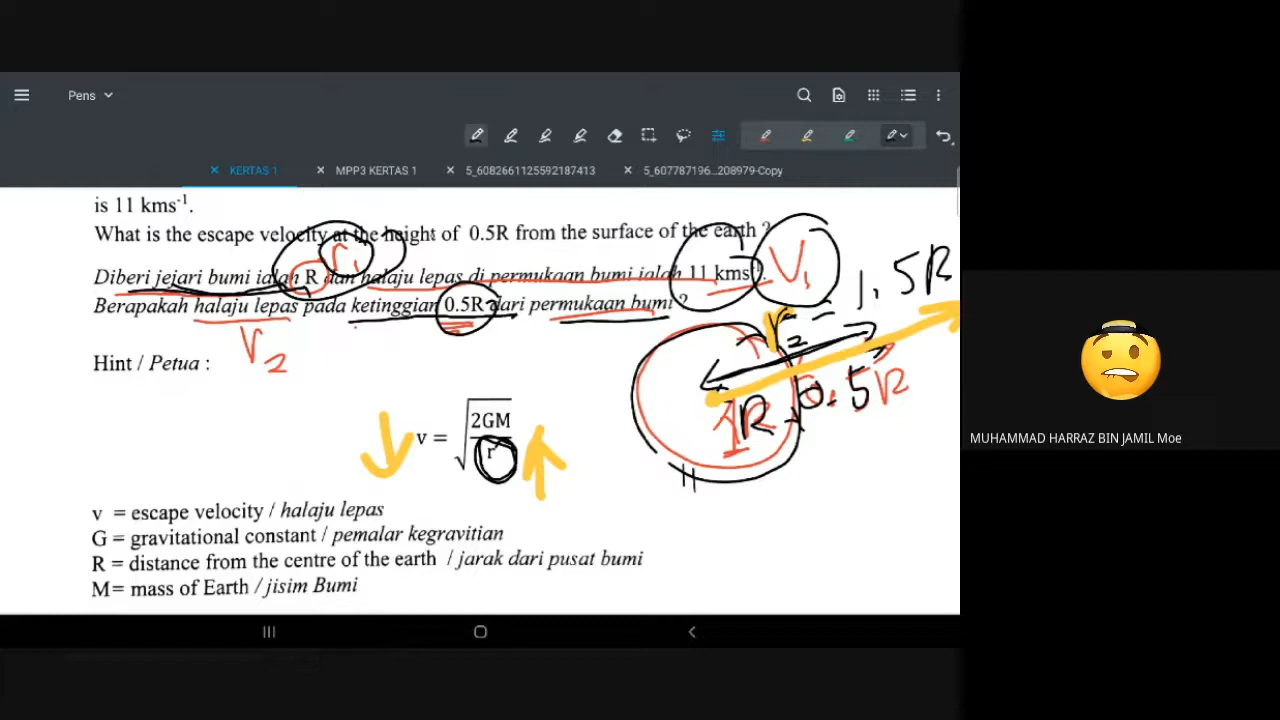 Pens
KERTAS 1
MPP3 KERTAS 1
5_6082661125592187413
5_607787196...208979-Copy
is 11 kms⁻¹.
What is the escape velocity at the height of 0.5R from the surface of the earth ?
r₁
V₁
1.5R
Diberi jejari bumi ialah R dan halaju lepas di permukaan bumi ialah 11 kms⁻¹.
Berapakah halaju lepas pada ketinggian 0.5R dari permukaan bumi ?
r₂ =
V₂
Hint / Petua :
1R
0.5R
v = √(2GM/r)
v = escape velocity / halaju lepas
G = gravitational constant / pemalar kegravitian
R = distance from the centre of the earth / jarak dari pusat bumi
M= mass of Earth / jisim Bumi
MUHAMMAD HARRAZ BIN JAMIL Moe